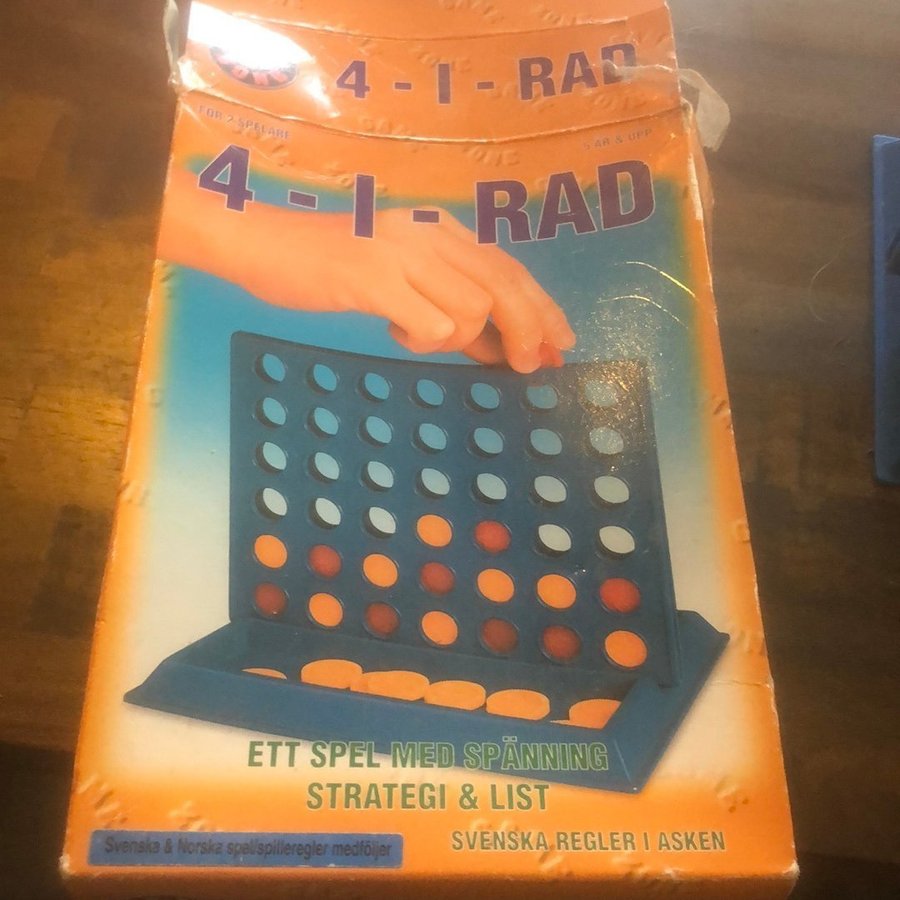 4 - I - RAD
FÖR 2 SPELARE
5 ÅR & UPP
4 - I - RAD
ETT SPEL MED SPÄNNING
STRATEGI & LIST
SVENSKA REGLER I ASKEN
Svenska & Norska spel/spilleregler medföljer